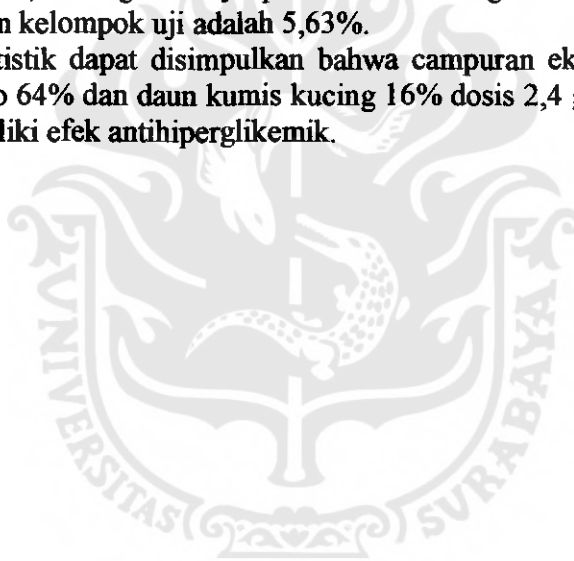 n kelompok uji adalah 5,63%.
tistik dapat disimpulkan bahwa campuran ek
o 64% dan daun kumis kucing 16% dosis 2,4
liki efek antihiperglikemik.
UNIVERSITAS SURABAYA